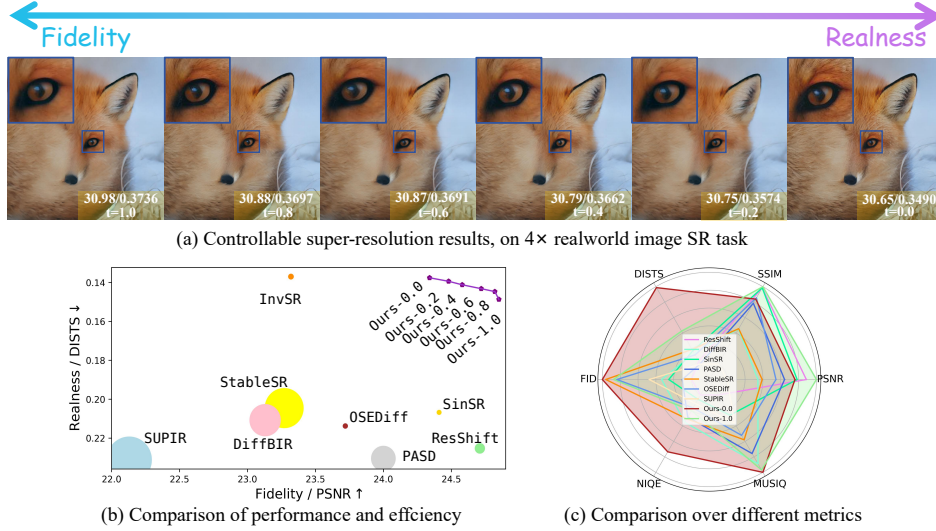 Fidelity
Realness
30.98/0.3736
t=1.0
30.88/0.3697
t=0.8
30.87/0.3691
t=0.6
30.79/0.3662
t=0.4
30.75/0.3574
t=0.2
30.65/0.3490
t=0.0
(a) Controllable super-resolution results, on 4× realworld image SR task
Realness / DISTS ↓
0.14
0.16
0.18
0.20
0.22
InvSR
Ours-0.0
Ours-0.2
Ours-0.4
Ours-0.6
Ours-0.8
Ours-1.0
StableSR
DiffBIR
SUPIR
OSEDiff
SinSR
PASD
ResShift
22.0
22.5
23.0
23.5
24.0
24.5
Fidelity / PSNR ↑
(b) Comparison of performance and effciency
DISTS
SSIM
FID
PSNR
NIQE
MUSIQ
ResShift
DiffBIR
SinSR
PASD
StableSR
OSEDiff
SUPIR
Ours-0.0
Ours-1.0
(c) Comparison over different metrics